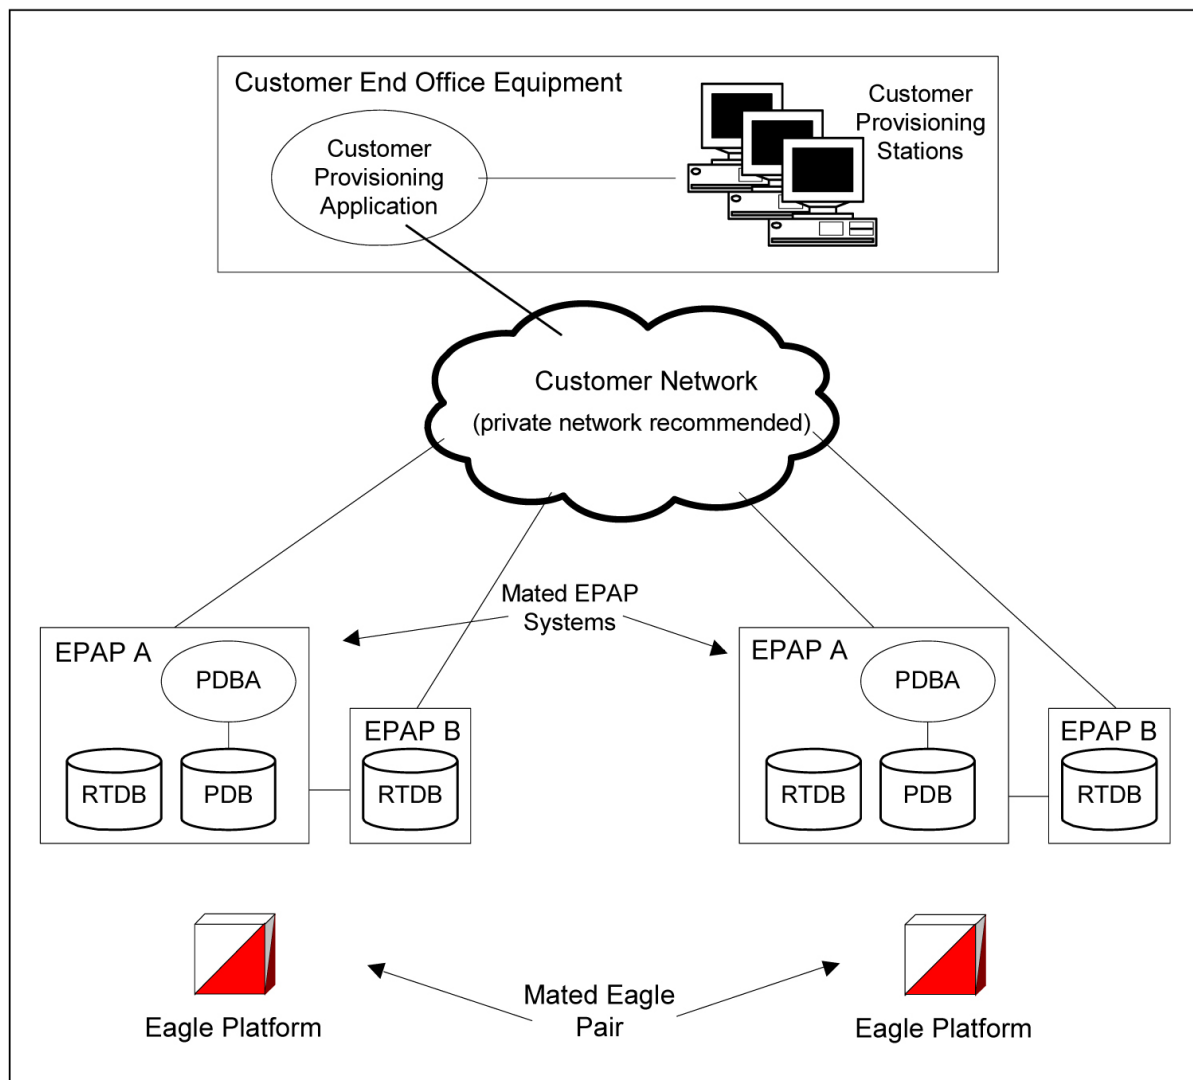 Customer End Office Equipment
Customer
Provisioning
Application
Customer
Provisioning
Stations
Customer Network
(private network recommended)
Mated EPAP
Systems
EPAP A
PDBA
RTDB
PDB
EPAP B
RTDB
EPAP A
PDBA
RTDB
PDB
EPAP B
RTDB
Eagle Platform
Mated Eagle
Pair
Eagle Platform